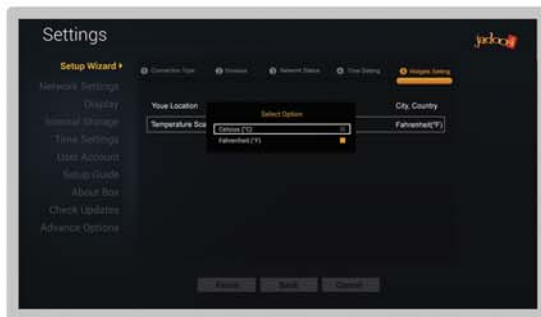 Settings
jadoo
Setup Wizard
Connection Type
Network Status
Time Setting
Widgets Setting
Network Settings
Display
Internal Storage
Time Settings
User Account
Setup Guide
About Box
Check Updates
Advance Options
Youe Location
City, Country
Temperature Sca
Fahrenheit(°F)
Select Option
Celsius (°C)
Fahrenheit (°F)
Finish
Back
Cancel